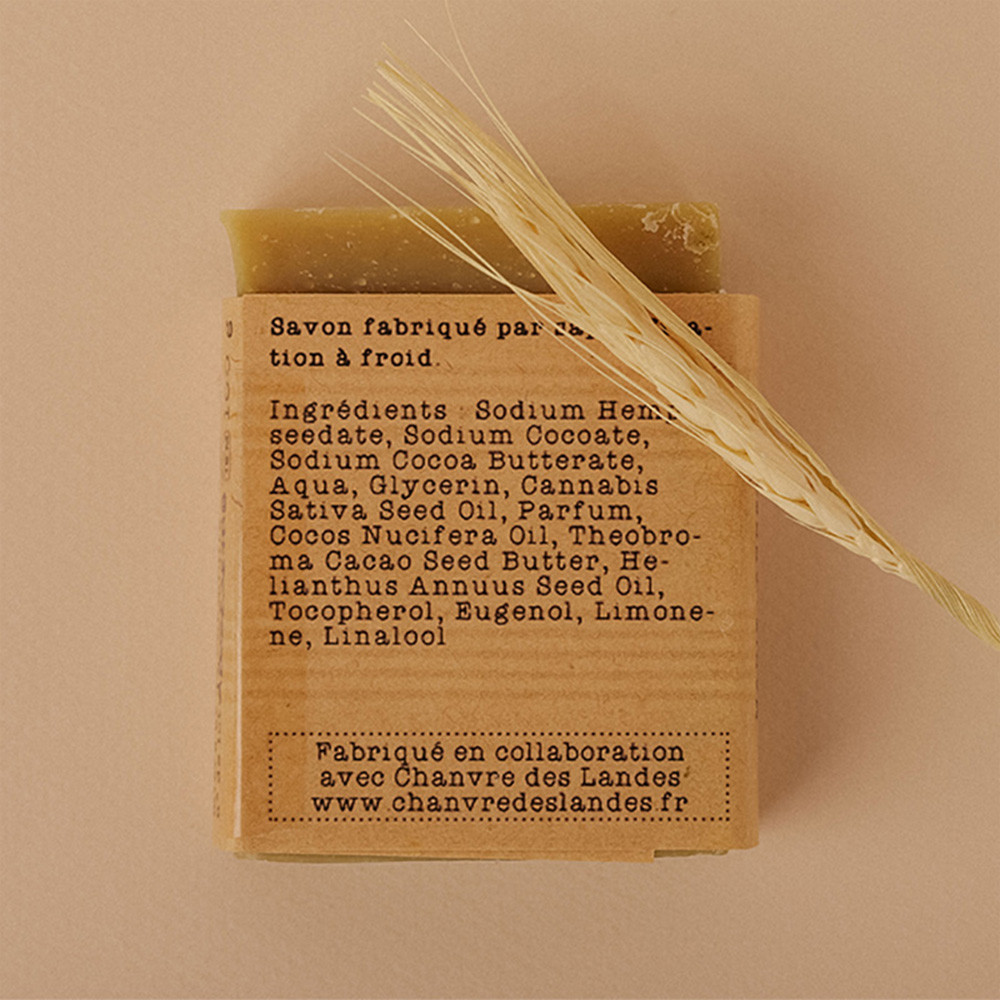 Savon fabriqué par
tion à froid.
Ingrédients : Sodium Hemp
seedate, Sodium Cocoate,
Sodium Cocoa Butterate,
Aqua, Glycerin, Cannabis
Sativa Seed Oil, Parfum,
Cocos Nucifera Oil, Theobro-
ma Cacao Seed Butter, He-
lianthus Annuus Seed Oil,
Tocopherol, Eugenol, Limone-
ne, Linalool
Fabriqué en collaboration
avec Chanvre des Landes
www.chanvredeslandes.fr